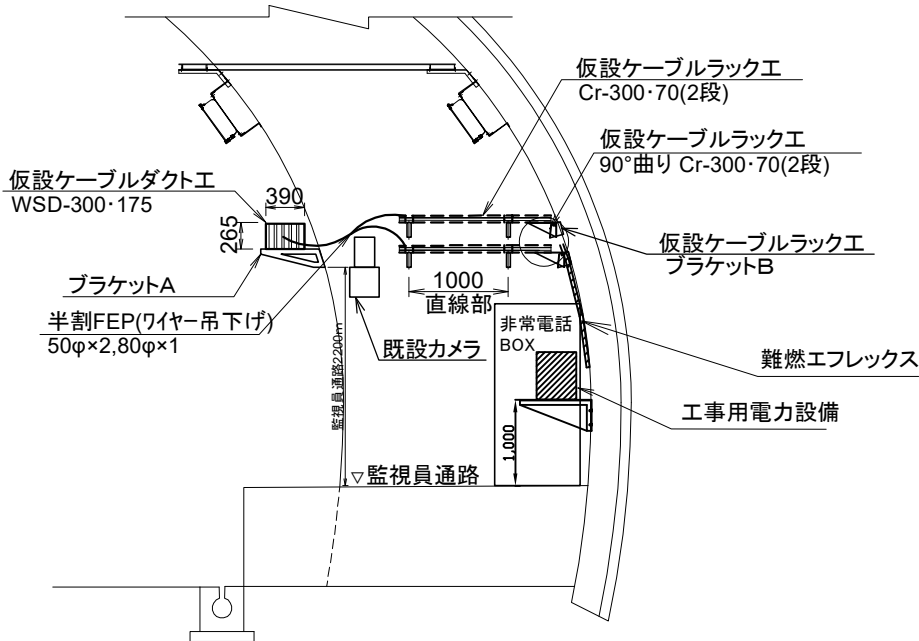 仮設ケーブルラック工
Cr-300・70(2段)
仮設ケーブルラック工
90°曲り Cr-300・70(2段)
仮設ケーブルダクト工
WSD-300・175
390
265
仮設ケーブルラック工
ブラケットB
ブラケットA
1000
直線部
半割FEP(ワイヤー吊下げ)
50φ×2,80φ×1
非常電話
BOX
既設カメラ
難燃エフレックス
監視員通路2200m
工事用電力設備
1,000
▽監視員通路